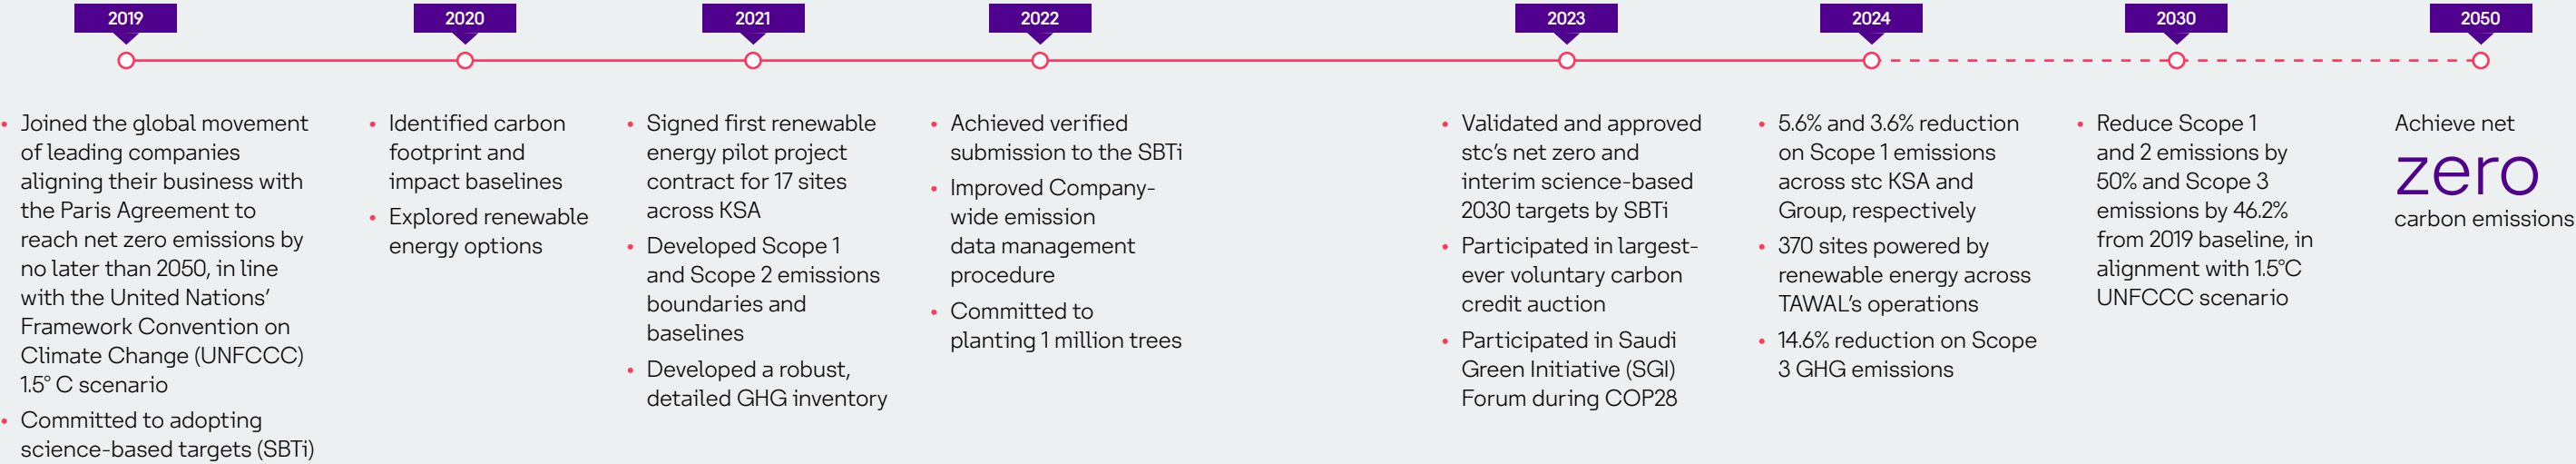 2019
• Joined the global movement
of leading companies
aligning their business with
the Paris Agreement to
reach net zero emissions by
no later than 2050, in line
with the United Nations’
Framework Convention on
Climate Change (UNFCCC)
1.5° C scenario
• Committed to adopting
science-based targets (SBTi)
2020
• Identified carbon
footprint and
impact baselines
• Explored renewable
energy options
2021
• Signed first renewable
energy pilot project
contract for 17 sites
across KSA
• Developed Scope 1
and Scope 2 emissions
boundaries and
baselines
• Developed a robust,
detailed GHG inventory
2022
• Achieved verified
submission to the SBTi
• Improved Company-
wide emission
data management
procedure
• Committed to
planting 1 million trees
2023
• Validated and approved
stc’s net zero and
interim science-based
2030 targets by SBTi
• Participated in largest-
ever voluntary carbon
credit auction
• Participated in Saudi
Green Initiative (SGI)
Forum during COP28
2024
• 5.6% and 3.6% reduction
on Scope 1 emissions
across stc KSA and
Group, respectively
• 370 sites powered by
renewable energy across
TAWAL’s operations
• 14.6% reduction on Scope
3 GHG emissions
2030
• Reduce Scope 1
and 2 emissions by
50% and Scope 3
emissions by 46.2%
from 2019 baseline, in
alignment with 1.5°C
UNFCCC scenario
2050
Achieve net
zero
carbon emissions